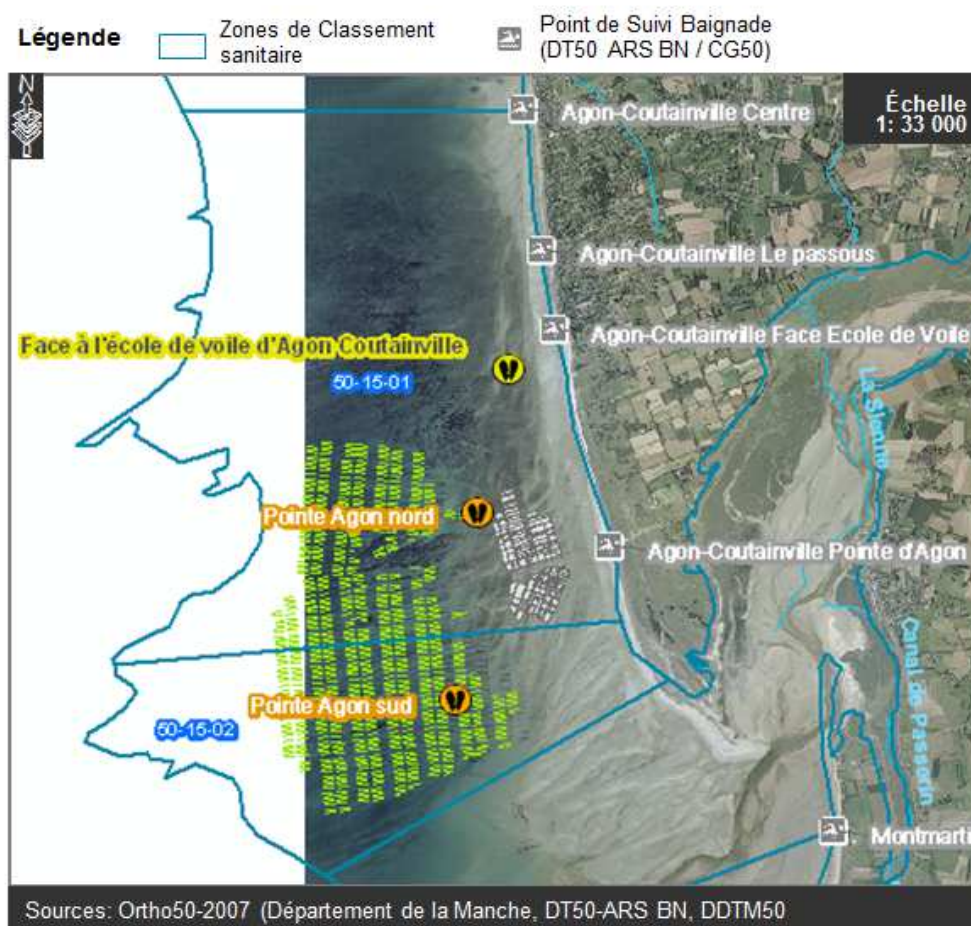 Légende
Zones de Classement
sanitaire
Point de Suivi Baignade
(DT50 ARS BN / CG50)
N
Échelle
1: 33 000
Agon-Coutainville Centre
Agon-Coutainville Le passous
Agon-Coutainville Face Ecole de Voile
Face à l'école de voile d'Agon Coutainville
50-15-01
La Sienne
Pointe Agon nord
Agon-Coutainville Pointe d'Agon
Canal de Passain
Pointe Agon sud
50-15-02
Montmarti
Sources: Ortho50-2007 (Département de la Manche, DT50-ARS BN, DDTM50